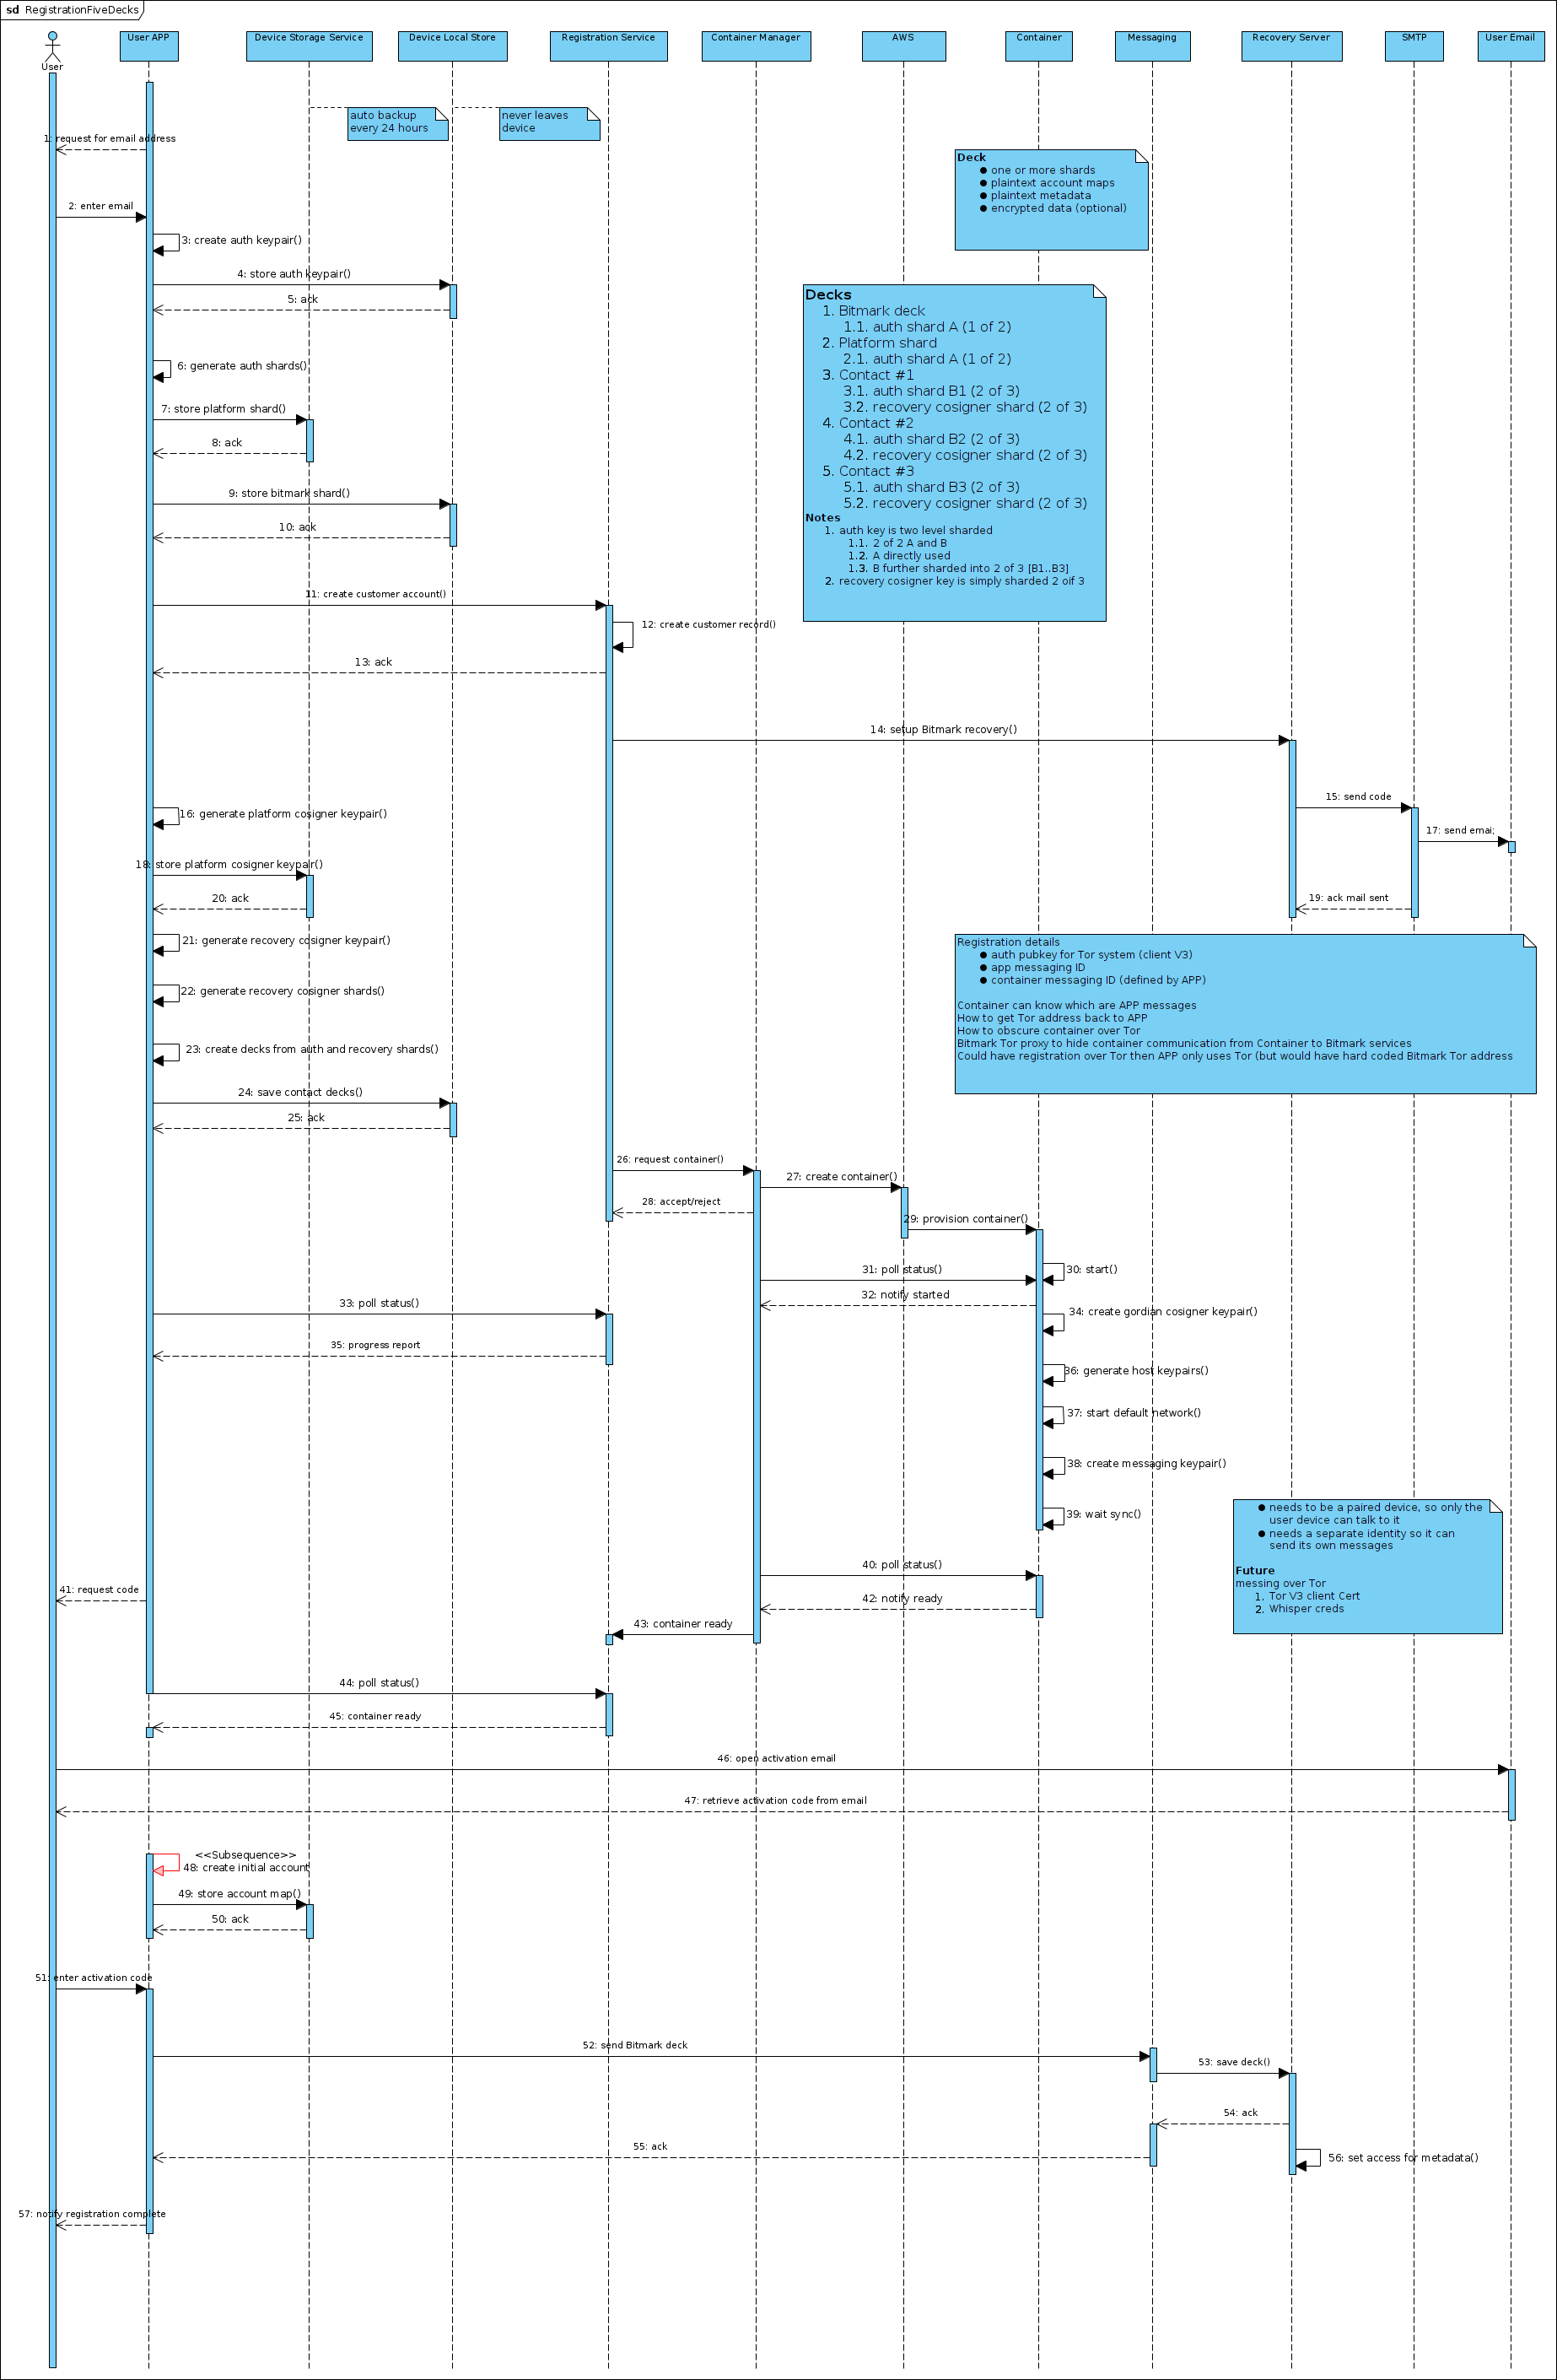 sd RegistrationFiveDecks
User
User APP
Device Storage Service
Device Local Store
Registration Service
Container Manager
AWS
Container
Messaging
Recovery Server
SMTP
User Email
auto backup
every 24 hours
never leaves
device
1: request for email address
Deck
● one or more shards
● plaintext account maps
● plaintext metadata
● encrypted data (optional)
2: enter email
3: create auth keypair()
4: store auth keypair()
5: ack
Decks
1. Bitmark deck
1.1. auth shard A (1 of 2)
2. Platform shard
2.1. auth shard A (1 of 2)
3. Contact #1
3.1. auth shard B1 (2 of 3)
3.2. recovery cosigner shard (2 of 3)
4. Contact #2
4.1. auth shard B2 (2 of 3)
4.2. recovery cosigner shard (2 of 3)
5. Contact #3
5.1. auth shard B3 (2 of 3)
5.2. recovery cosigner shard (2 of 3)
Notes
1. auth key is two level sharded
1.1. 2 of 2 A and B
1.2. A directly used
1.3. B further sharded into 2 of 3 [B1..B3]
2. recovery cosigner key is simply sharded 2 oif 3
6: generate auth shards()
7: store platform shard()
8: ack
9: store bitmark shard()
10: ack
11: create customer account()
12: create customer record()
13: ack
14: setup Bitmark recovery()
15: send code
16: generate platform cosigner keypair()
17: send emai;
18: store platform cosigner keypair()
19: ack mail sent
20: ack
21: generate recovery cosigner keypair()
Registration details
● auth pubkey for Tor system (client V3)
● app messaging ID
● container messaging ID (defined by APP)
Container can know which are APP messages
How to get Tor address back to APP
How to obscure container over Tor
Bitmark Tor proxy to hide container communication from Container to Bitmark services
Could have registration over Tor then APP only uses Tor (but would have hard coded Bitmark Tor address
22: generate recovery cosigner shards()
23: create decks from auth and recovery shards()
24: save contact decks()
25: ack
26: request container()
27: create container()
28: accept/reject
29: provision container()
30: start()
31: poll status()
32: notify started
33: poll status()
34: create gordian cosigner keypair()
35: progress report
36: generate host keypairs()
37: start default network()
38: create messaging keypair()
39: wait sync()
● needs to be a paired device, so only the
user device can talk to it
● needs a separate identity so it can
send its own messages
Future
messing over Tor
1. Tor V3 client Cert
2. Whisper creds
40: poll status()
41: request code
42: notify ready
43: container ready
44: poll status()
45: container ready
46: open activation email
47: retrieve activation code from email
<<Subsequence>>
48: create initial account
49: store account map()
50: ack
51: enter activation code
52: send Bitmark deck
53: save deck()
54: ack
55: ack
56: set access for metadata()
57: notify registration complete